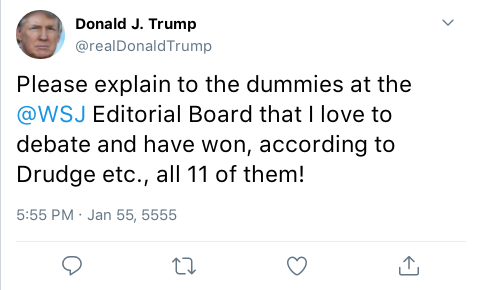 Donald J. Trump
@realDonaldTrump
Please explain to the dummies at the
@WSJ Editorial Board that I love to
debate and have won, according to
Drudge etc., all 11 of them!
5:55 PM · Jan 55, 5555